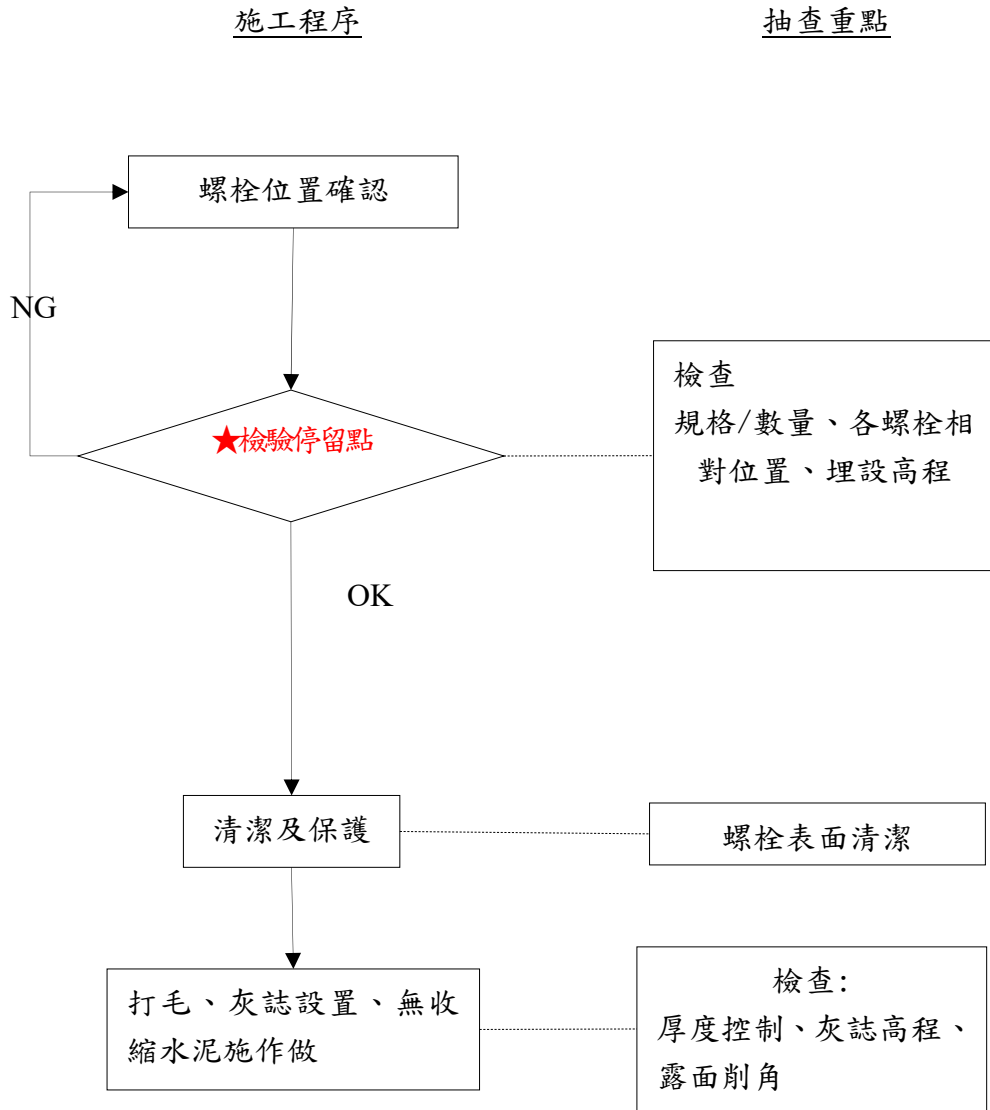 施工程序
抽查重點
螺栓位置確認
NG
★檢驗停留點
檢查
規格/數量、各螺栓相
對位置、埋設高程
OK
清潔及保護
螺栓表面清潔
打毛、灰誌設置、無收
縮水泥施作做
檢查:
厚度控制、灰誌高程、
露面削角